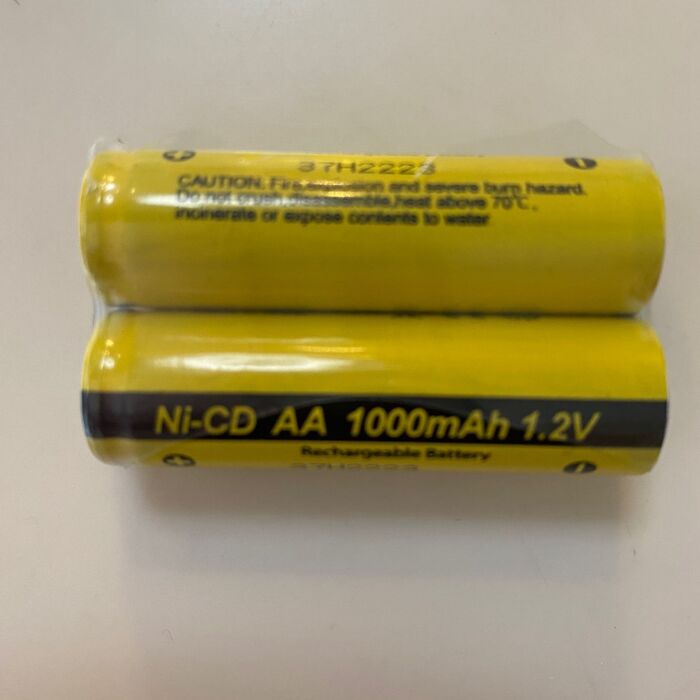 37H2223
CAUTION. Fire explosion and severe burn hazard.
Do not crush,disassemble,heat above 70℃,
incinerate or expose contents to water
Ni-CD AA 1000mAh 1.2V
Rechargeable Battery
37H2223